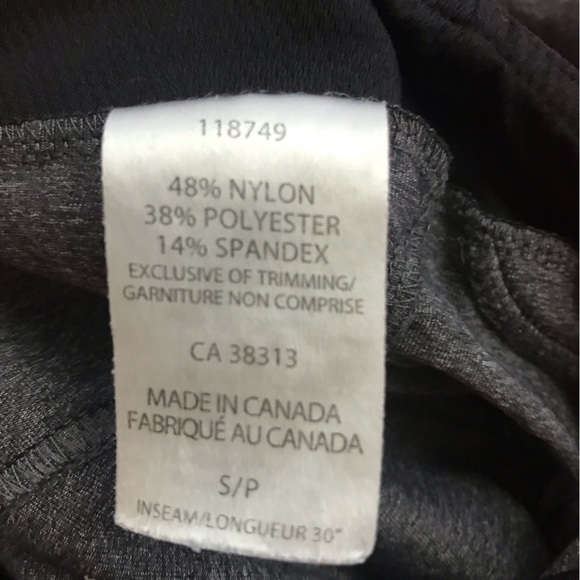 118749
48% NYLON
38% POLYESTER
14% SPANDEX
EXCLUSIVE OF TRIMMING/
GARNITURE NON COMPRISE
CA 38313
MADE IN CANADA
FABRIQUÉ AU CANADA
S/P
INSEAM/LONGUEUR 30"